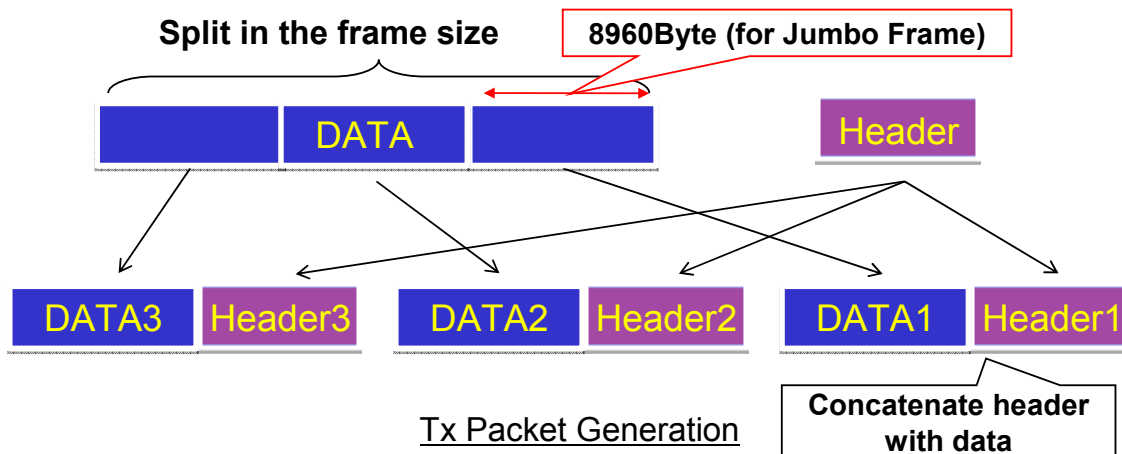 Split in the frame size
8960Byte (for Jumbo Frame)
DATA
Header
DATA3
Header3
DATA2
Header2
DATA1
Header1
Concatenate header
with data
Tx Packet Generation